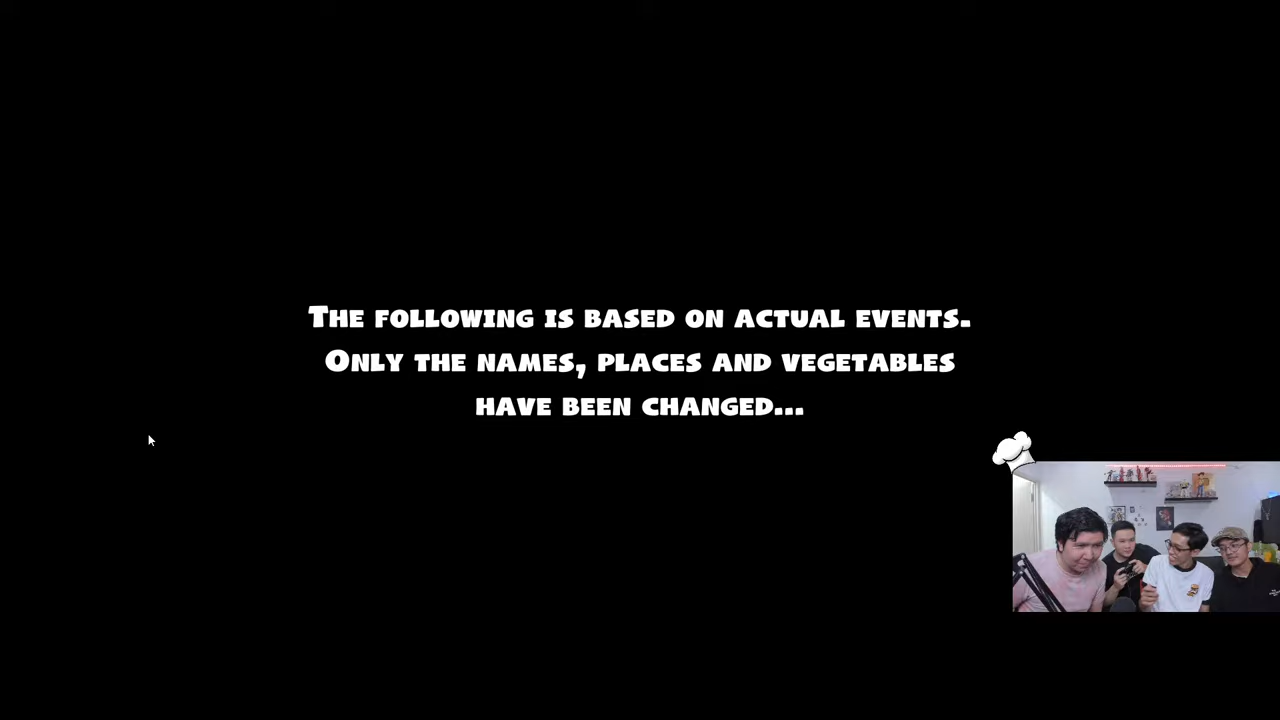 THE FOLLOWING IS BASED ON ACTUAL EVENTS.
ONLY THE NAMES, PLACES AND VEGETABLES
HAVE BEEN CHANGED...